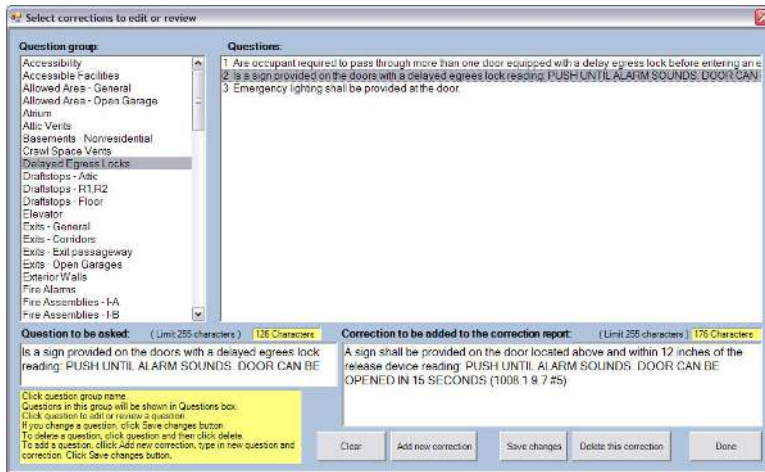 Select corrections to edit or review
Question group:
Questions:
Accessibility
Accessible Facilities
Allowed Area - General
Allowed Area - Open Garage
Atrium
Attic Vents
Basements - Nonresidential
Crawl Space Vents
Delayed Egress Locks
Draftstops - Attic
Draftstops - R1,R2
Draftstops - Floor
Elevator
Exits - General
Exits - Corridors
Exits - Exit passageway
Exits - Open Garages
Exterior Walls
Fire Alarms
Fire Assemblies - I-A
Fire Assemblies - I-B
1 Are occupant required to pass through more than one door equipped with a delay egress lock before entering an e
2 Is a sign provided on the doors with a delayed egrees lock reading: PUSH UNTIL ALARM SOUNDS. DOOR CAN
3 Emergency lighting shall be provided at the door.
Question to be asked: ( Limit 255 characters ) 126 Characters
Is a sign provided on the doors with a delayed egrees lock
reading: PUSH UNTIL ALARM SOUNDS. DOOR CAN BE
Correction to be added to the correction report: ( Limit 255 characters ) 176 Characters
A sign shall be provided on the door located above and within 12 inches of the
release device reading: PUSH UNTIL ALARM SOUNDS. DOOR CAN BE
OPENED IN 15 SECONDS (1008.1.9.7 #5)
Click question group name.
Questions in this group will be shown in Questions box.
Click question to edit or review a question.
If you change a question, click Save changes button.
To delete a question, click question and then click delete.
To add a question, clilick Add new correction, type in new question and
correction. Click Save changes button.
Clear
Add new correction
Save changes
Delete this correction
Done